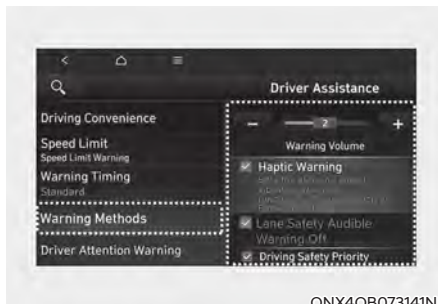 Driver Assistance
Driving Convenience
Speed Limit
Speed Limit Warning
Warning Timing
Standard
Warning Methods
Driver Attention Warning
− 2 +
Warning Volume
Haptic Warning
Lane Safety Audible
Warning Off
Driving Safety Priority
ONX4OB073141N